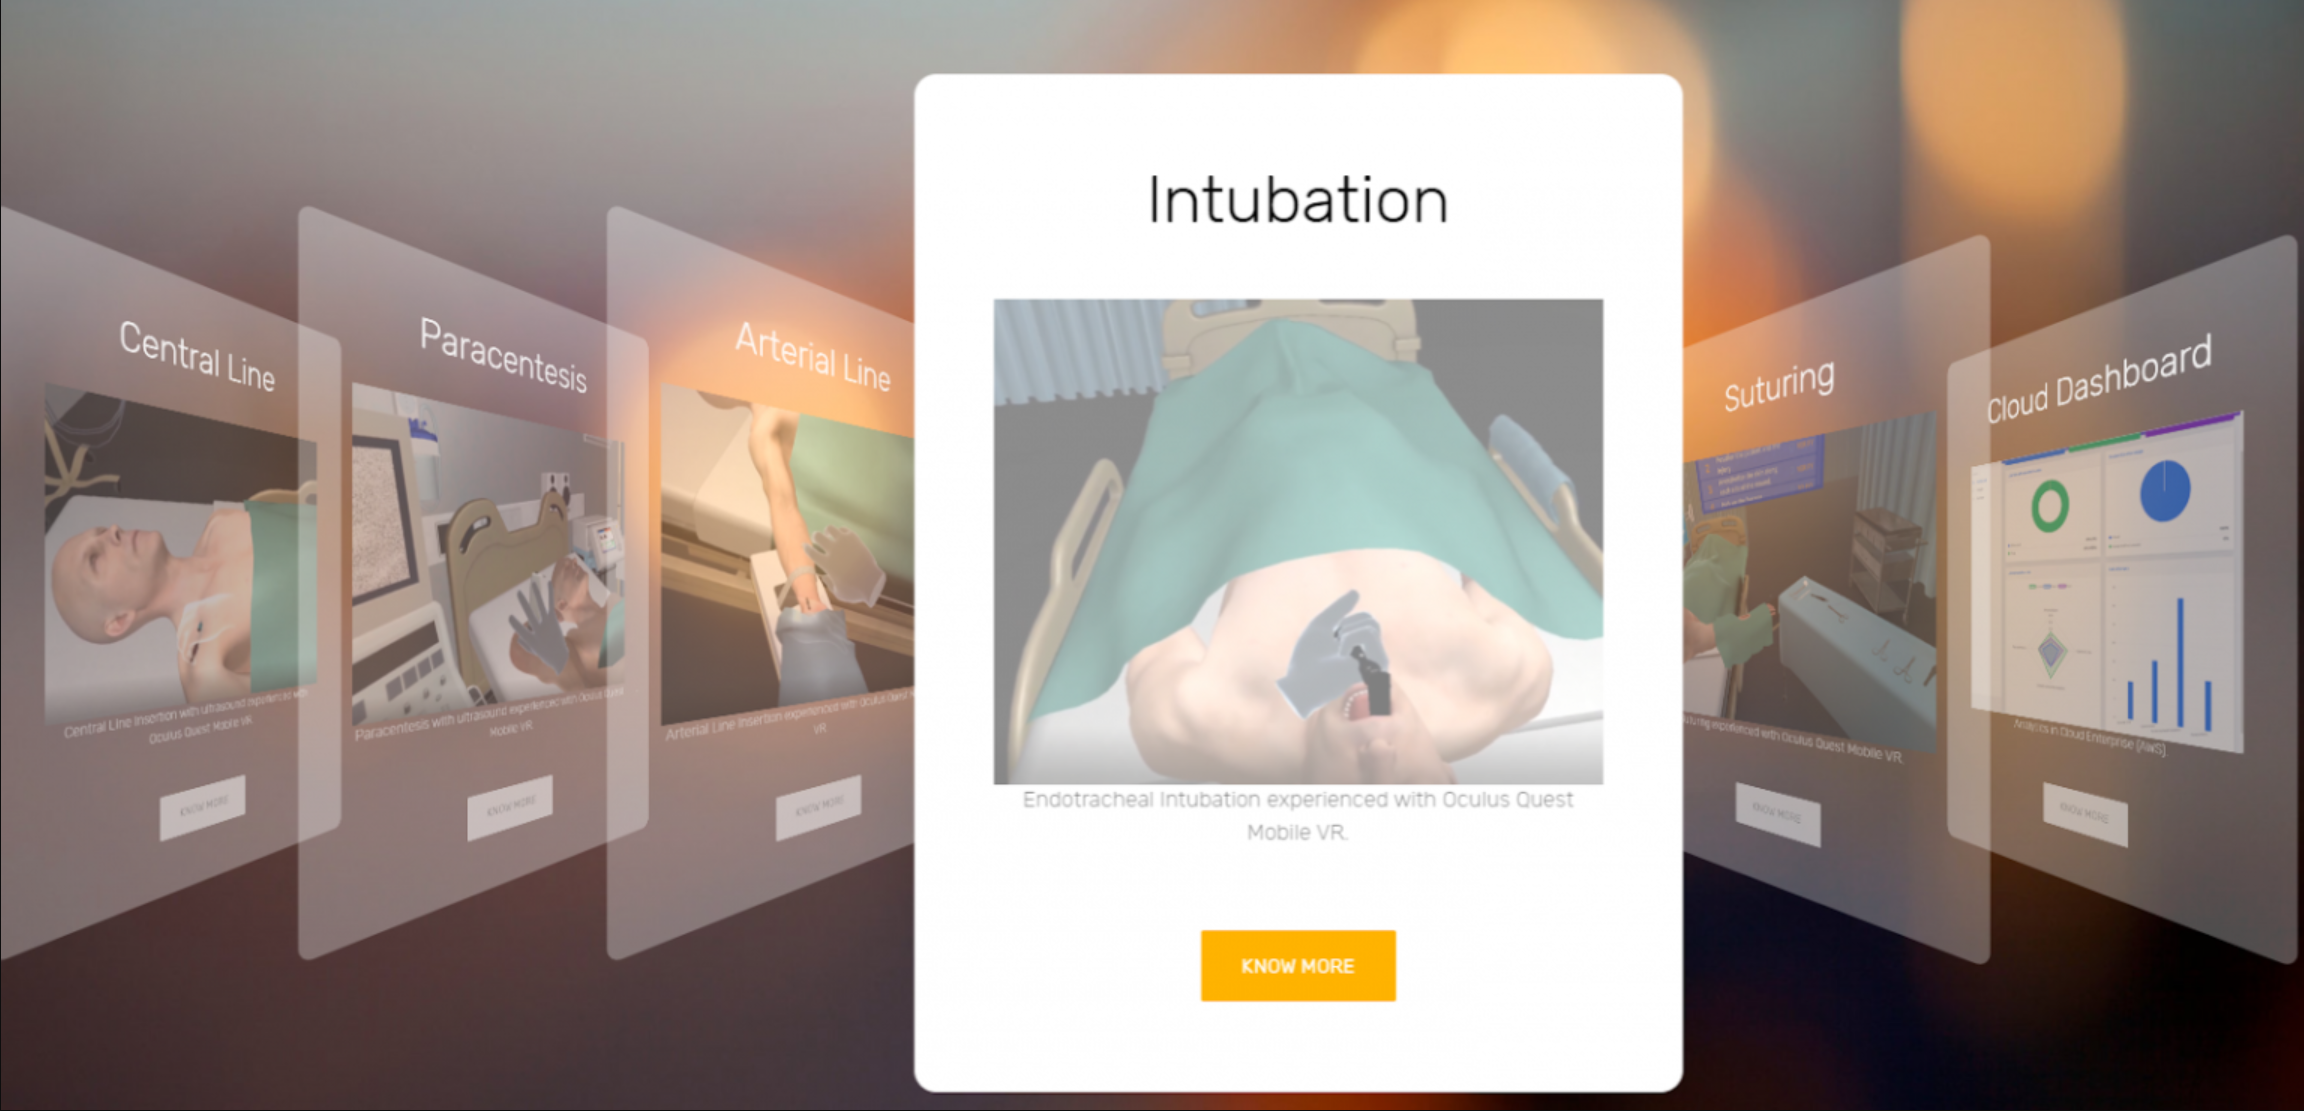 Central Line
Central Line Insertion with ultrasound experienced with
Oculus Quest Mobile VR
KNOW MORE
Paracentesis
Paracentesis with ultrasound experienced with Oculus Quest
Mobile VR
KNOW MORE
Arterial Line
Arterial Line Insertion experienced with Oculus Quest
VR
KNOW MORE
Intubation
Endotracheal Intubation experienced with Oculus Quest
Mobile VR.
KNOW MORE
Suturing
experienced with Oculus Quest Mobile VR.
KNOW MORE
Cloud Dashboard
Analytics in Cloud Enterprise (AWS)
KNOW MORE